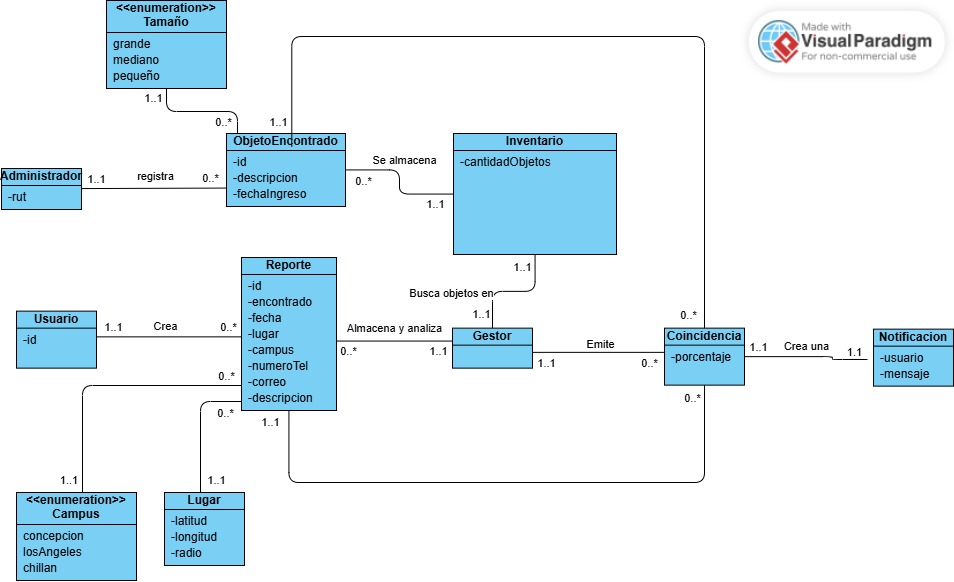 <<enumeration>>
Tamaño
grande
mediano
pequeño
Made with
VisualParadigm
For non-commercial use
1..1
0..*
1..1
ObjetoEncontrado
-id
-descripcion
-fechaIngreso
Inventario
-cantidadObjetos
Se almacena
0..*
1..1
Administrador
-rut
1..1
registra
0..*
Reporte
-id
-encontrado
-fecha
-lugar
-campus
-numeroTel
-correo
-descripcion
1..1
Busca objetos en
1..1
Usuario
-id
1..1
Crea
0..*
Almacena y analiza
0..*
1..1
Gestor
1..1
Emite
0..*
0..*
Coincidencia
-porcentaje
1..1
Crea una
1.1
Notificacion
-usuario
-mensaje
0..*
0..*
1..1
0..*
1..1
1..1
<<enumeration>>
Campus
concepcion
losAngeles
chillan
Lugar
-latitud
-longitud
-radio